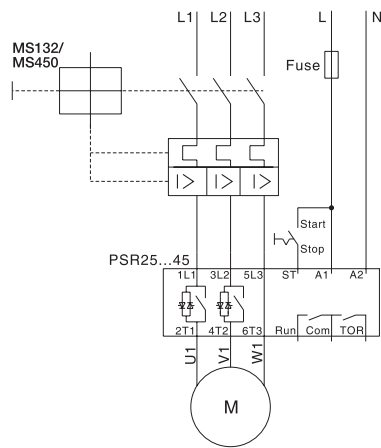 L1 L2 L3 L N
MS132/
MS450
Fuse
I> I> I>
Start
Stop
PSR25...45
1L1 3L2 5L3 ST A1 A2
2T1 4T2 6T3 Run Com TOR
U1 V1 W1
M